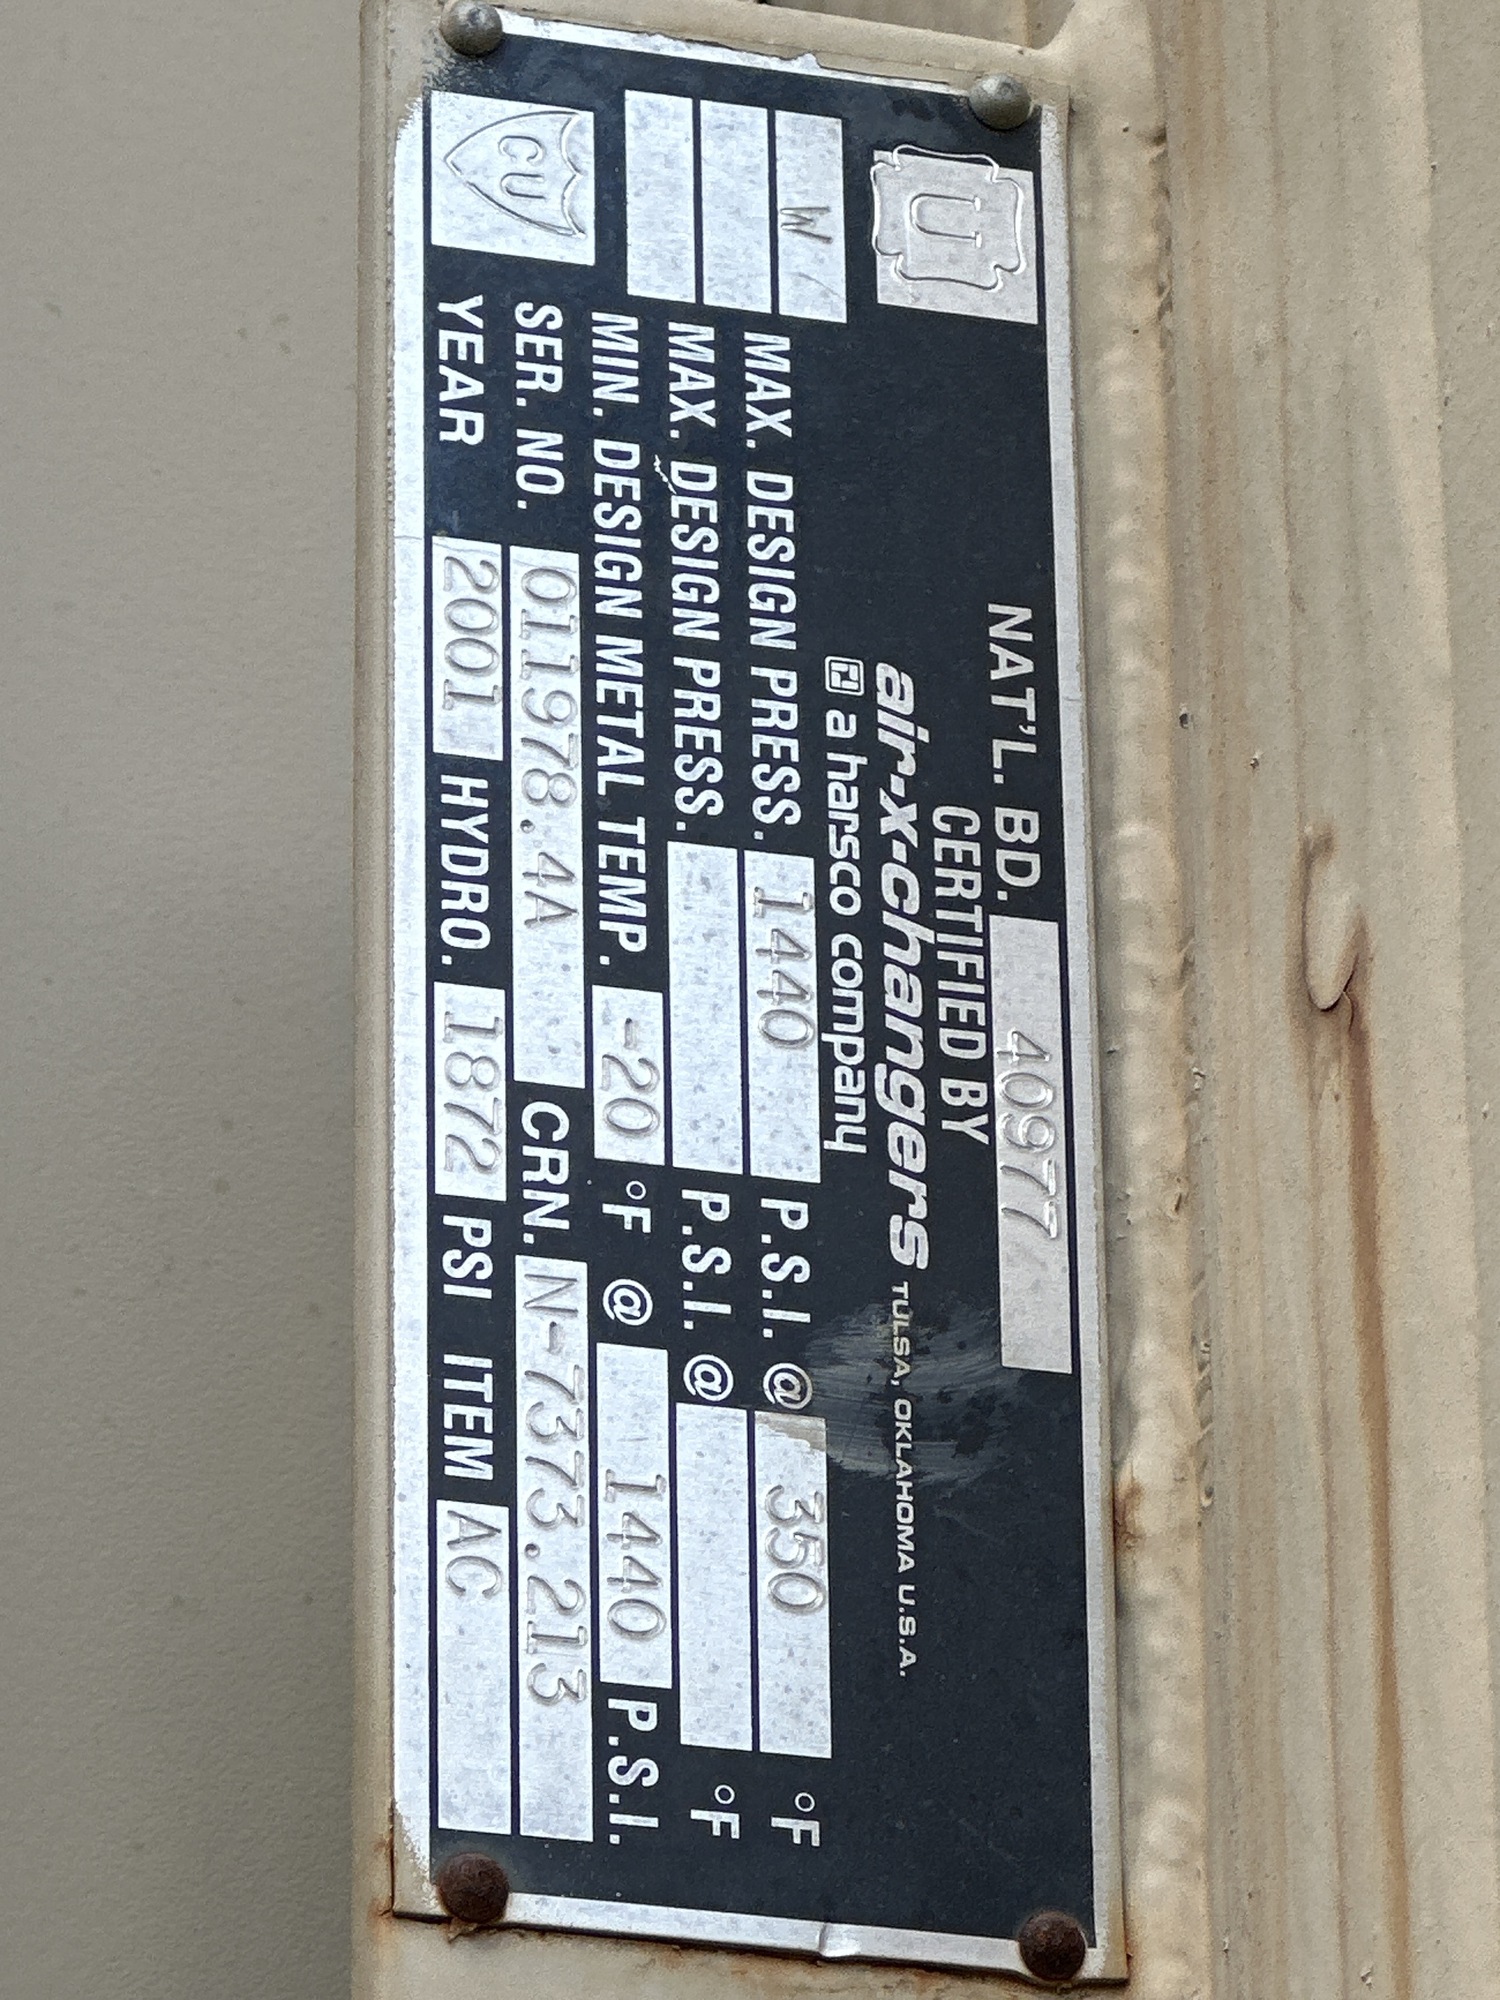 U
NAT'L. BD. 40977
CERTIFIED BY
air-x-changers TULSA, OKLAHOMA U.S.A.
a harsco company
W MAX. DESIGN PRESS. 1440 P.S.I. @ 350 °F
MAX. DESIGN PRESS. P.S.I. @ °F
MIN. DESIGN METAL TEMP. -20 °F @ 1440 P.S.I.
CU
SER. NO. 011978.4A CRN. N-7373.213
YEAR 2001 HYDRO. 1872 PSI ITEM AC